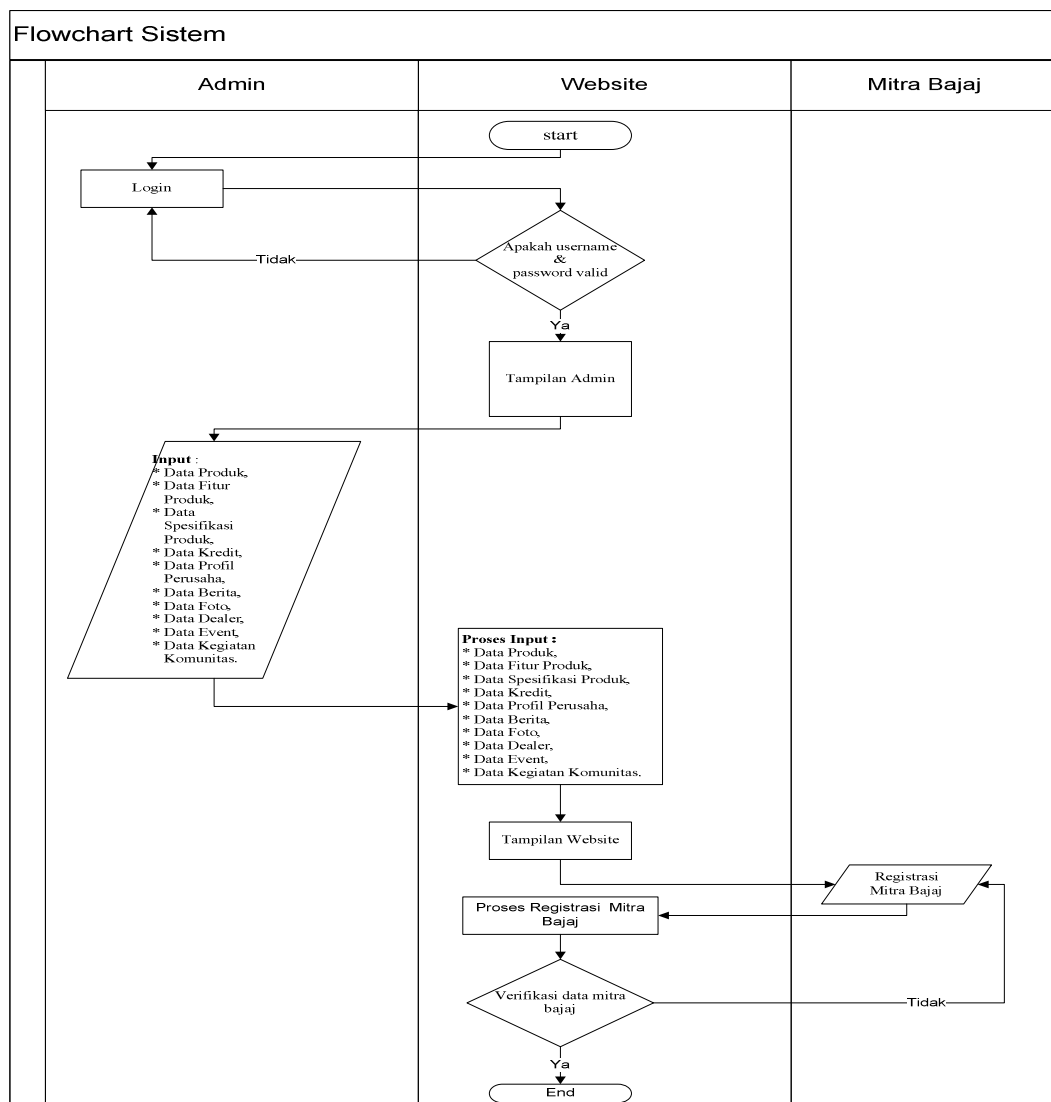 Flowchart Sistem
Admin
Website
Mitra Bajaj
start
Login
Apakah username
&
password valid
Tidak
Ya
Tampilan Admin
Input :
* Data Produk,
* Data Fitur
Produk,
* Data
Spesifikasi
Produk,
* Data Kredit,
* Data Profil
Perusaha,
* Data Berita,
* Data Foto,
* Data Dealer,
* Data Event,
* Data Kegiatan
Komunitas.
Proses Input :
* Data Produk,
* Data Fitur Produk,
* Data Spesifikasi Produk,
* Data Kredit,
* Data Profil Perusaha,
* Data Berita,
* Data Foto,
* Data Dealer,
* Data Event,
* Data Kegiatan Komunitas.
Tampilan Website
Registrasi
Mitra Bajaj
Proses Registrasi Mitra
Bajaj
Verifikasi data mitra
bajaj
Tidak
Ya
End